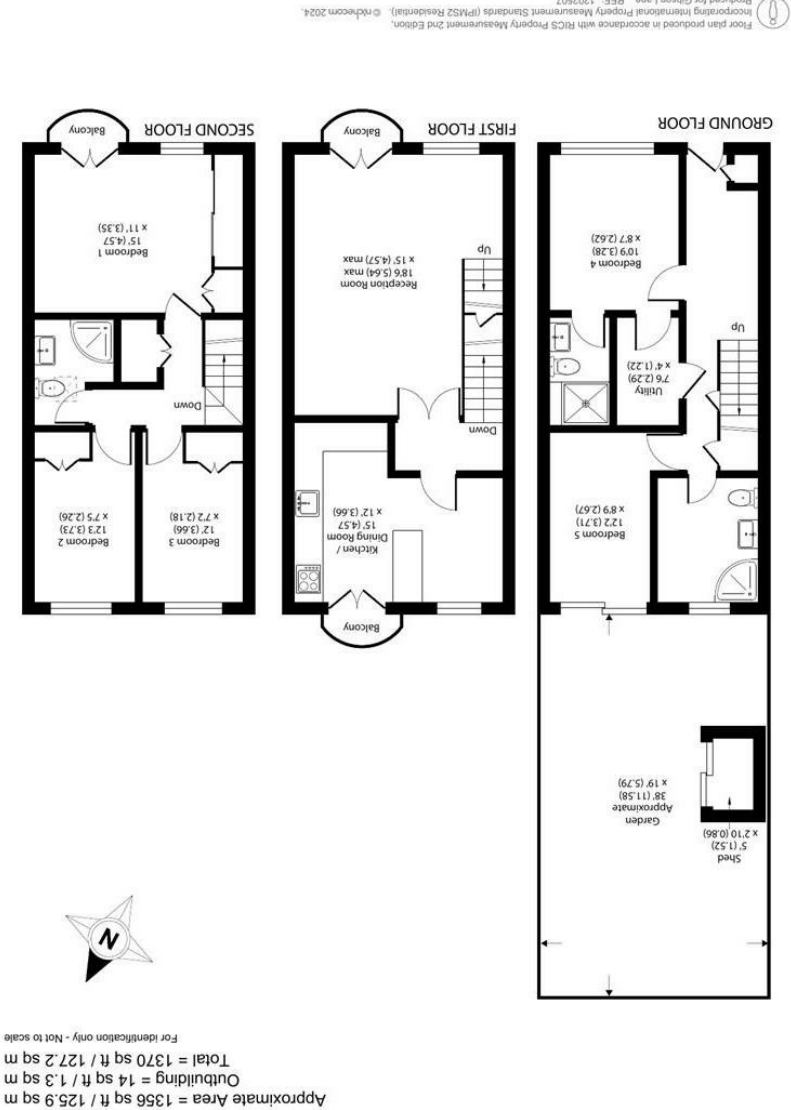 Approximate Area = 1356 sq ft / 125.9 sq m
Outbuilding = 14 sq ft / 1.3 sq m
Total = 1370 sq ft / 127.2 sq m
For identification only - Not to scale
N
Shed
5' (1.52)
x 2'10 (0.86)
Garden
Approximate
38' (11.58)
x 19' (5.79)
Bedroom 5
12'2 (3.71)
x 8'9 (2.67)
Utility
7'6 (2.29)
x 4' (1.22)
Up
Bedroom 4
10'9 (3.28)
x 8'7 (2.62)
GROUND FLOOR
Balcony
Kitchen /
Dining Room
15' (4.57)
x 12' (3.66)
Down
Up
Reception Room
18'6 (5.64) max
x 15' (4.57) max
Balcony
FIRST FLOOR
Bedroom 3
12' (3.66)
x 7'2 (2.18)
Bedroom 2
12'3 (3.73)
x 7'5 (2.26)
Down
Bedroom 1
15' (4.57)
x 11' (3.35)
Balcony
SECOND FLOOR
Floor plan produced in accordance with RICS Property Measurement 2nd Edition,
Incorporating International Property Measurement Standards (IPMS2 Residential). © nichecom 2024.
Produced for Gibson Lane. REF: